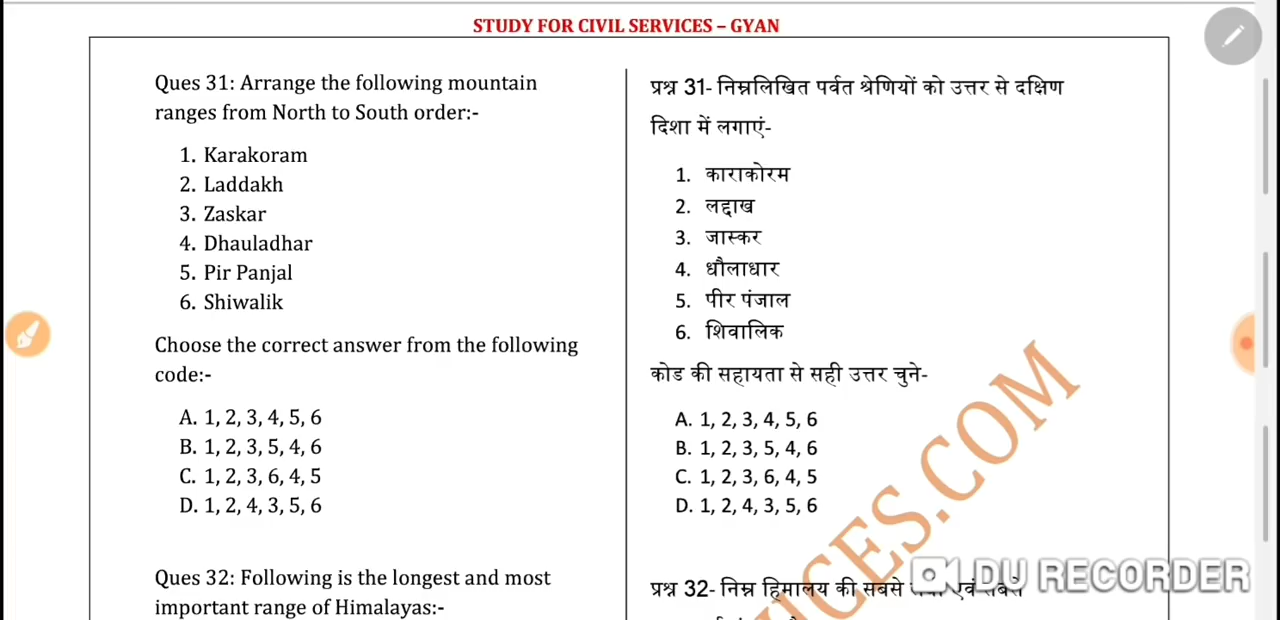 STUDY FOR CIVIL SERVICES – GYAN
Ques 31: Arrange the following mountain
ranges from North to South order:-
1. Karakoram
2. Laddakh
3. Zaskar
4. Dhauladhar
5. Pir Panjal
6. Shiwalik
Choose the correct answer from the following
code:-
A. 1, 2, 3, 4, 5, 6
B. 1, 2, 3, 5, 4, 6
C. 1, 2, 3, 6, 4, 5
D. 1, 2, 4, 3, 5, 6
Ques 32: Following is the longest and most
important range of Himalayas:-
प्रश्न 31- निम्नलिखित पर्वत श्रेणियों को उत्तर से दक्षिण
दिशा में लगाएं-
1. काराकोरम
2. लद्दाख
3. जास्कर
4. धौलाधार
5. पीर पंजाल
6. शिवालिक
कोड की सहायता से सही उत्तर चुने-
A. 1, 2, 3, 4, 5, 6
B. 1, 2, 3, 5, 4, 6
C. 1, 2, 3, 6, 4, 5
D. 1, 2, 4, 3, 5, 6
प्रश्न 32- निम्न हिमालय की सबसे एवं सबसे
ICES.COM
DU RECORDER